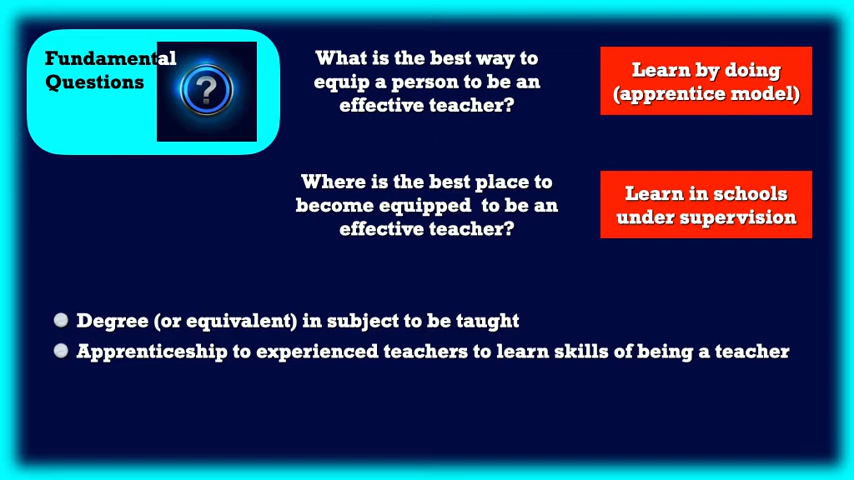 Fundamental
Questions
What is the best way to
equip a person to be an
effective teacher?
Learn by doing
(apprentice model)
Where is the best place to
become equipped to be an
effective teacher?
Learn in schools
under supervision
Degree (or equivalent) in subject to be taught
Apprenticeship to experienced teachers to learn skills of being a teacher